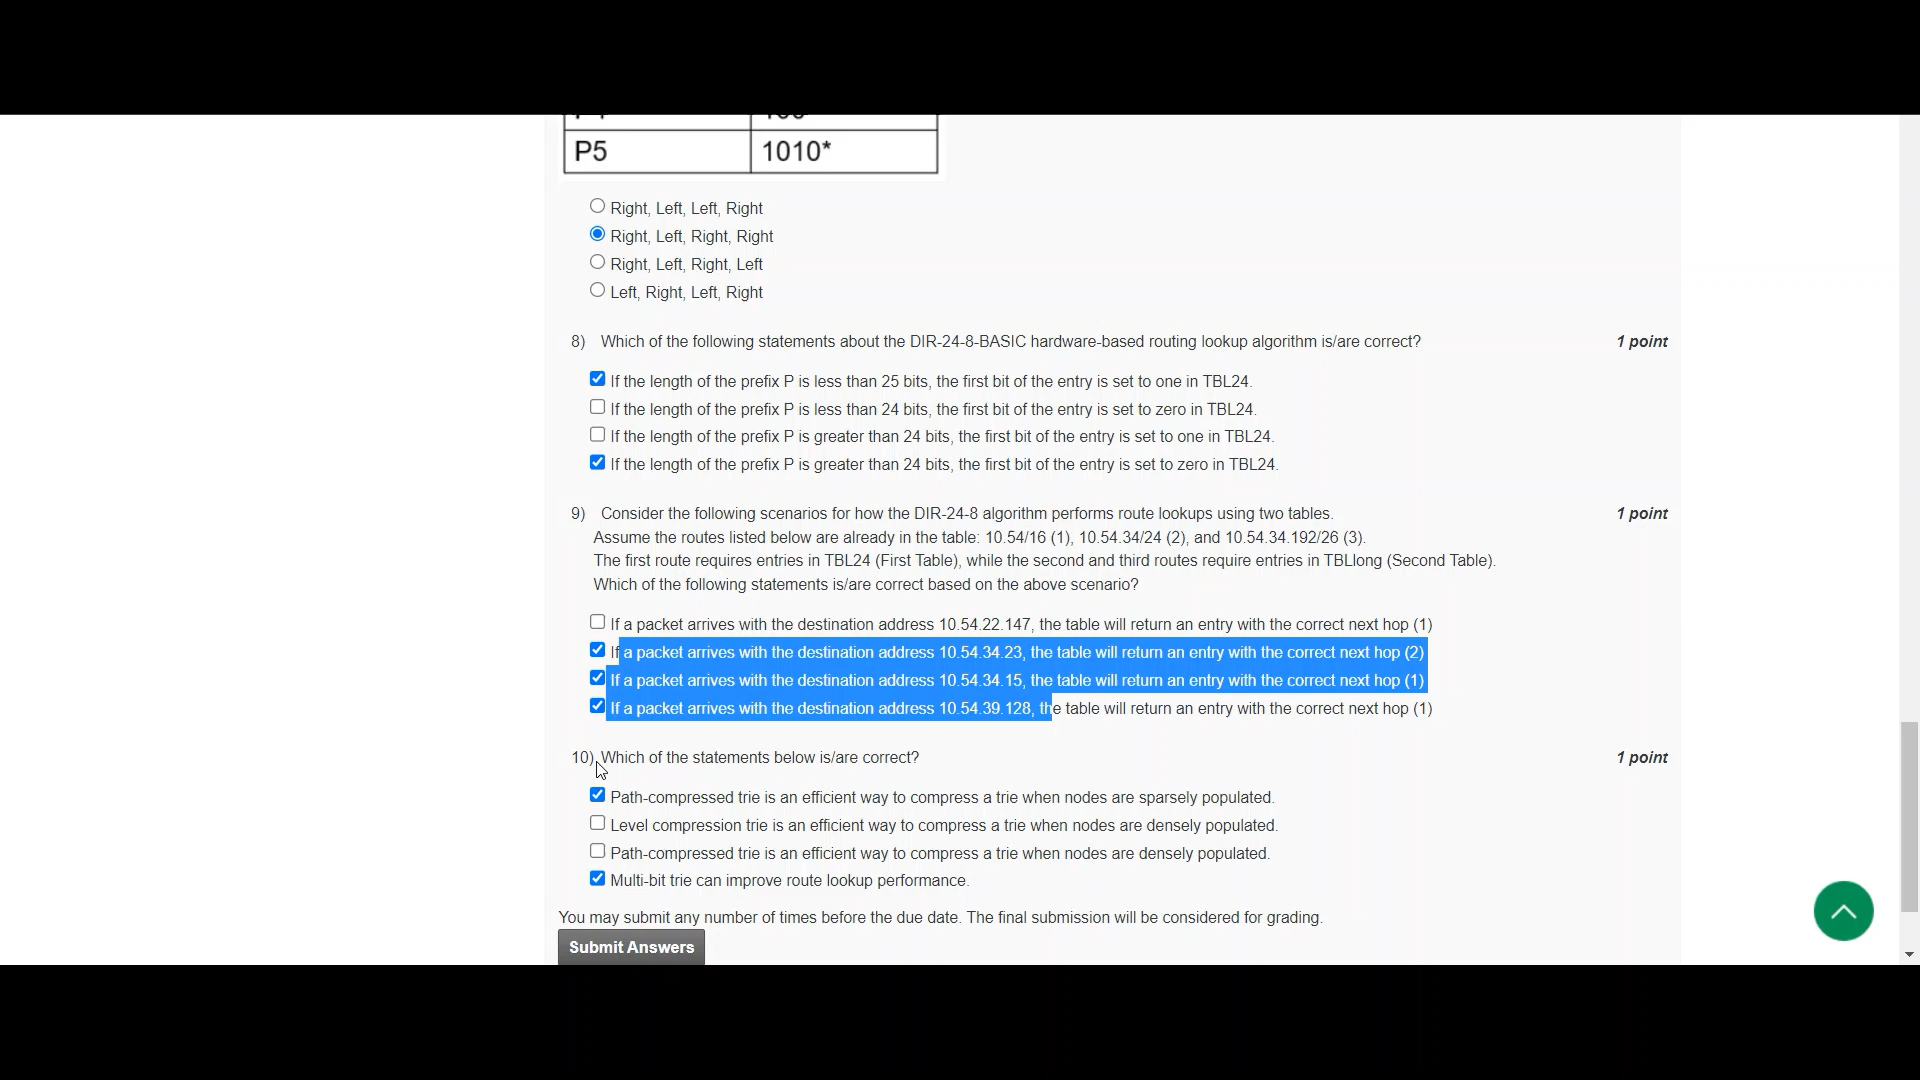 P5 1010*
Right, Left, Left, Right
Right, Left, Right, Right
Right, Left, Right, Left
Left, Right, Left, Right
8) Which of the following statements about the DIR-24-8-BASIC hardware-based routing lookup algorithm is/are correct? 1 point
If the length of the prefix P is less than 25 bits, the first bit of the entry is set to one in TBL24.
If the length of the prefix P is less than 24 bits, the first bit of the entry is set to zero in TBL24.
If the length of the prefix P is greater than 24 bits, the first bit of the entry is set to one in TBL24.
If the length of the prefix P is greater than 24 bits, the first bit of the entry is set to zero in TBL24.
9) Consider the following scenarios for how the DIR-24-8 algorithm performs route lookups using two tables. 1 point
Assume the routes listed below are already in the table: 10.54/16 (1), 10.54.34/24 (2), and 10.54.34.192/26 (3).
The first route requires entries in TBL24 (First Table), while the second and third routes require entries in TBLlong (Second Table).
Which of the following statements is/are correct based on the above scenario?
If a packet arrives with the destination address 10.54.22.147, the table will return an entry with the correct next hop (1)
If a packet arrives with the destination address 10.54.34.23, the table will return an entry with the correct next hop (2)
If a packet arrives with the destination address 10.54.34.15, the table will return an entry with the correct next hop (1)
If a packet arrives with the destination address 10.54.39.128, the table will return an entry with the correct next hop (1)
10) Which of the statements below is/are correct? 1 point
Path-compressed trie is an efficient way to compress a trie when nodes are sparsely populated.
Level compression trie is an efficient way to compress a trie when nodes are densely populated.
Path-compressed trie is an efficient way to compress a trie when nodes are densely populated.
Multi-bit trie can improve route lookup performance.
You may submit any number of times before the due date. The final submission will be considered for grading.
Submit Answers